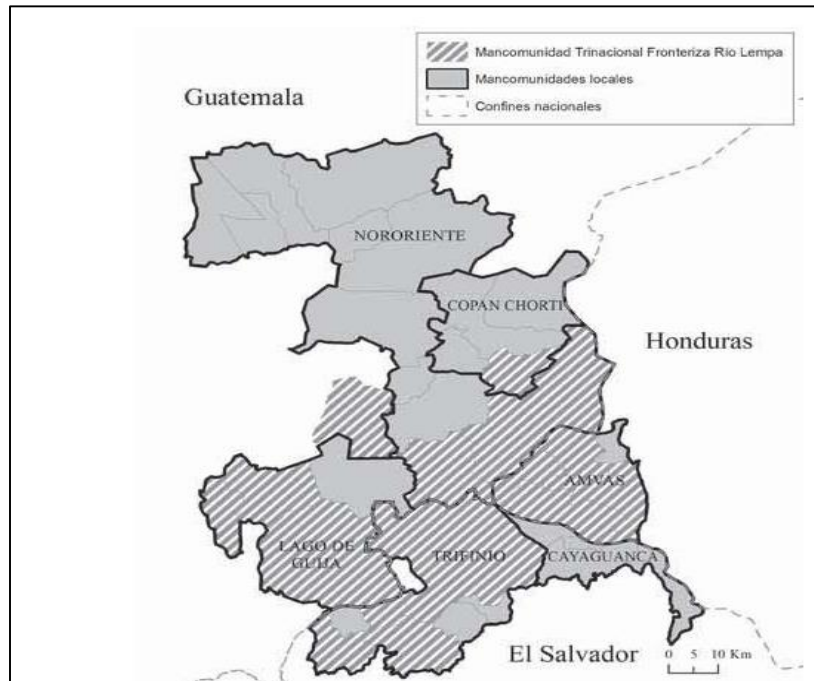 Mancomunidad Trinacional Fronteriza Río Lempa
Mancomunidades locales
Confines nacionales
Guatemala
NORORIENTE
COPAN CHORTI
Honduras
AMVAS
LAGO DE
GUIJA
TRIFINIO
CAYAGUANCA
El Salvador
0 5 10 Km